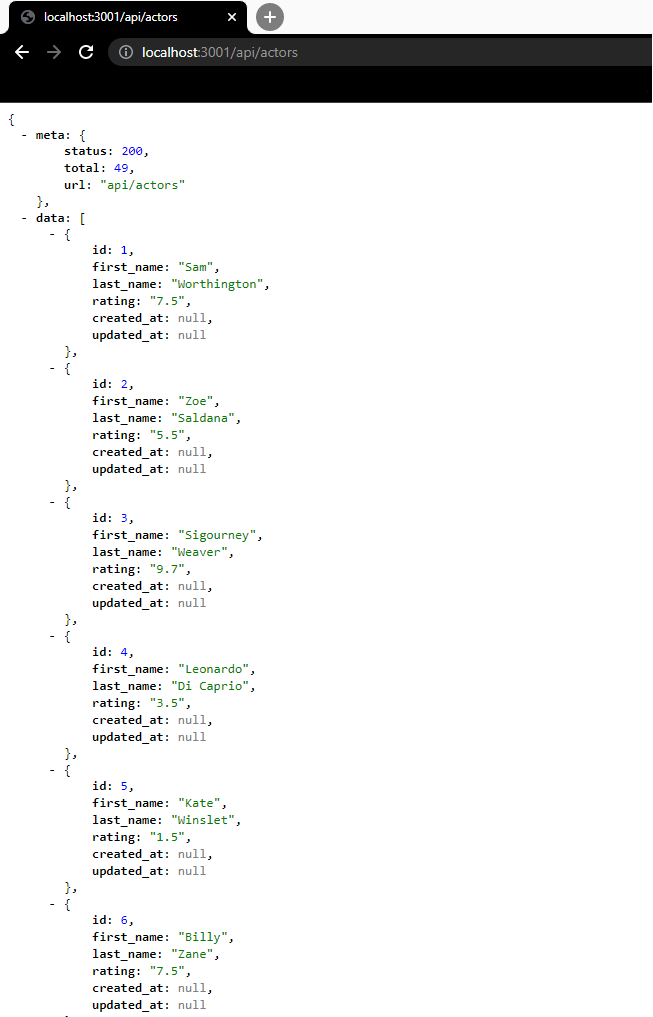 localhost:3001/api/actors
localhost:3001/api/actors
{
- meta: {
status: 200,
total: 49,
url: "api/actors"
},
- data: [
- {
id: 1,
first_name: "Sam",
last_name: "Worthington",
rating: "7.5",
created_at: null,
updated_at: null
},
- {
id: 2,
first_name: "Zoe",
last_name: "Saldana",
rating: "5.5",
created_at: null,
updated_at: null
},
- {
id: 3,
first_name: "Sigourney",
last_name: "Weaver",
rating: "9.7",
created_at: null,
updated_at: null
},
- {
id: 4,
first_name: "Leonardo",
last_name: "Di Caprio",
rating: "3.5",
created_at: null,
updated_at: null
},
- {
id: 5,
first_name: "Kate",
last_name: "Winslet",
rating: "1.5",
created_at: null,
updated_at: null
},
- {
id: 6,
first_name: "Billy",
last_name: "Zane",
rating: "7.5",
created_at: null,
updated_at: null